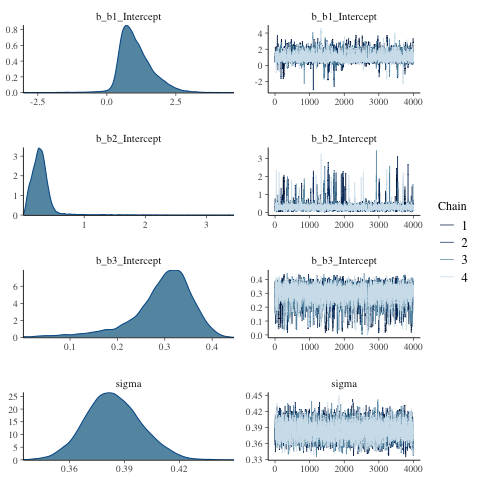 b_b1_Intercept
0.8
0.6
0.4
0.2
0.0
-2.5 0.0 2.5
b_b1_Intercept
4
2
0
-2
0 1000 2000 3000 4000
b_b2_Intercept
3
2
1
0
1 2 3
b_b2_Intercept
3
2
1
0
0 1000 2000 3000 4000
b_b3_Intercept
6
4
2
0
0.1 0.2 0.3 0.4
b_b3_Intercept
0.4
0.3
0.2
0.1
0.0
0 1000 2000 3000 4000
sigma
25
20
15
10
5
0
0.36 0.39 0.42
sigma
0.45
0.42
0.39
0.36
0.33
0 1000 2000 3000 4000
Chain
1
2
3
4